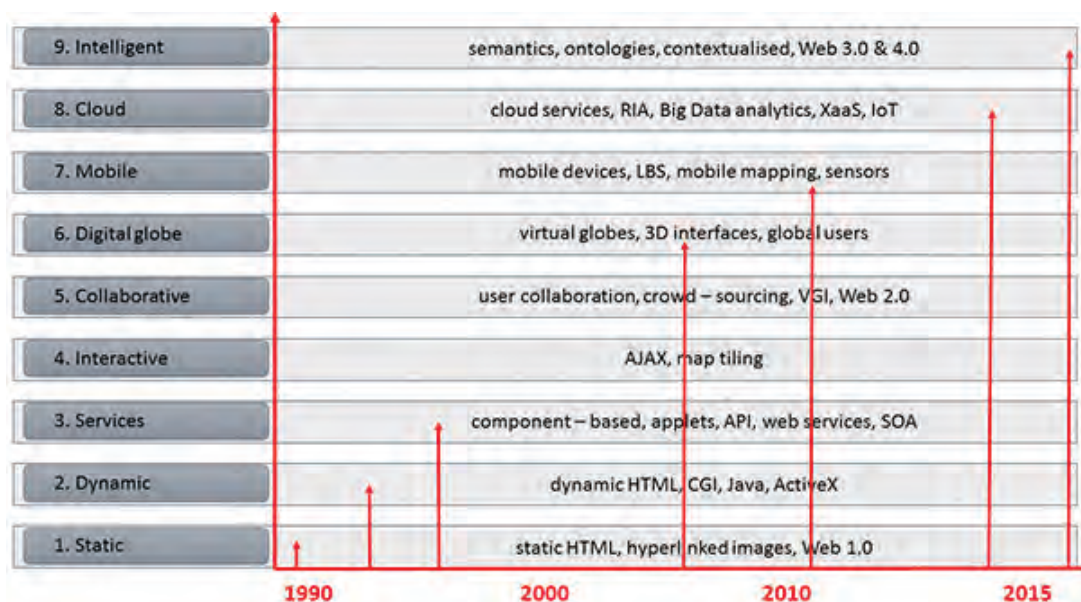 9. Intelligent semantics, ontologies, contextualised, Web 3.0 & 4.0
8. Cloud cloud services, RIA, Big Data analytics, XaaS, IoT
7. Mobile mobile devices, LBS, mobile mapping, sensors
6. Digital globe virtual globes, 3D interfaces, global users
5. Collaborative user collaboration, crowd – sourcing, VGI, Web 2.0
4. Interactive AJAX, map tiling
3. Services component – based, applets, API, web services, SOA
2. Dynamic dynamic HTML, CGI, Java, ActiveX
1. Static static HTML, hyperlinked images, Web 1.0
1990 2000 2010 2015